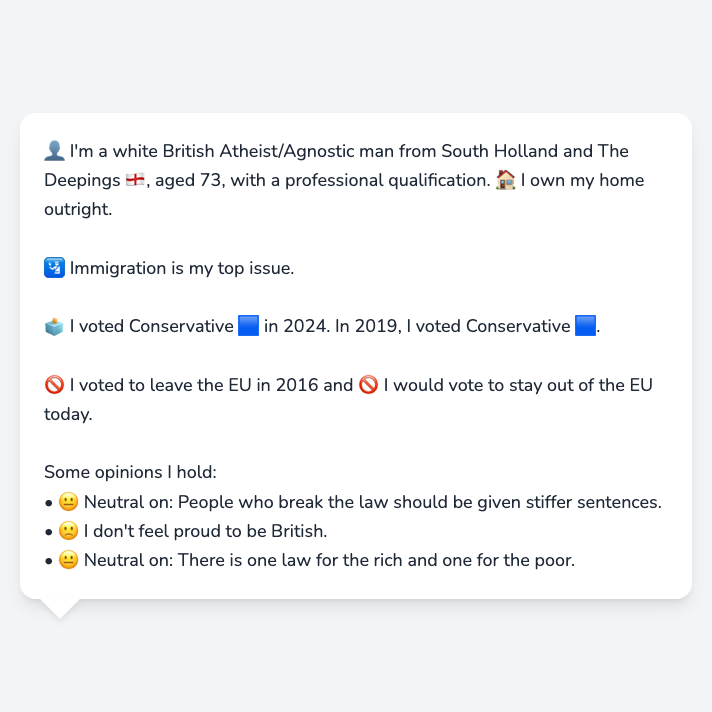 👤 I'm a white British Atheist/Agnostic man from South Holland and The
Deepings 🏴󠁧󠁢󠁥󠁮󠁧󠁿, aged 73, with a professional qualification. 🏠 I own my home
outright.
🛂 Immigration is my top issue.
🗳️ I voted Conservative 🟦 in 2024. In 2019, I voted Conservative 🟦.
🚫 I voted to leave the EU in 2016 and 🚫 I would vote to stay out of the EU
today.
Some opinions I hold:
• 😐 Neutral on: People who break the law should be given stiffer sentences.
• 🙁 I don't feel proud to be British.
• 😐 Neutral on: There is one law for the rich and one for the poor.